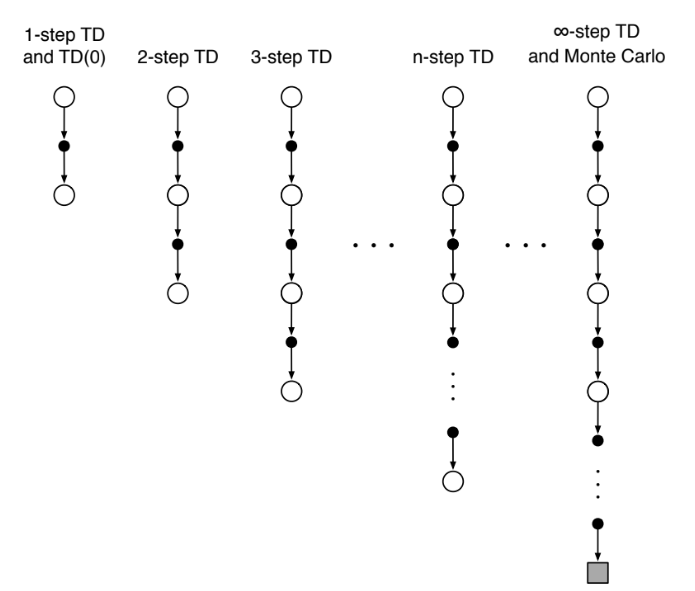 1-step TD
and TD(0)
2-step TD
3-step TD
n-step TD
∞-step TD
and Monte Carlo